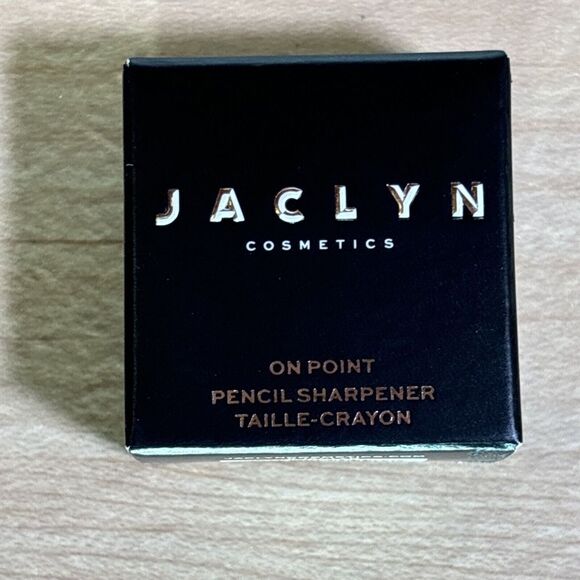 JACLYN
COSMETICS
ON POINT
PENCIL SHARPENER
TAILLE-CRAYON